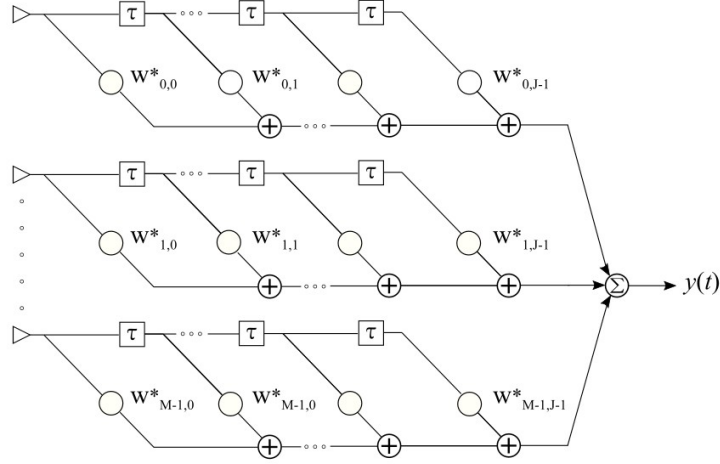 τ τ τ
W*0,0 W*0,1 W*0,J-1
τ τ τ
W*1,0 W*1,1 W*1,J-1
Σ y(t)
τ τ τ
W*M-1,0 W*M-1,0 W*M-1,J-1